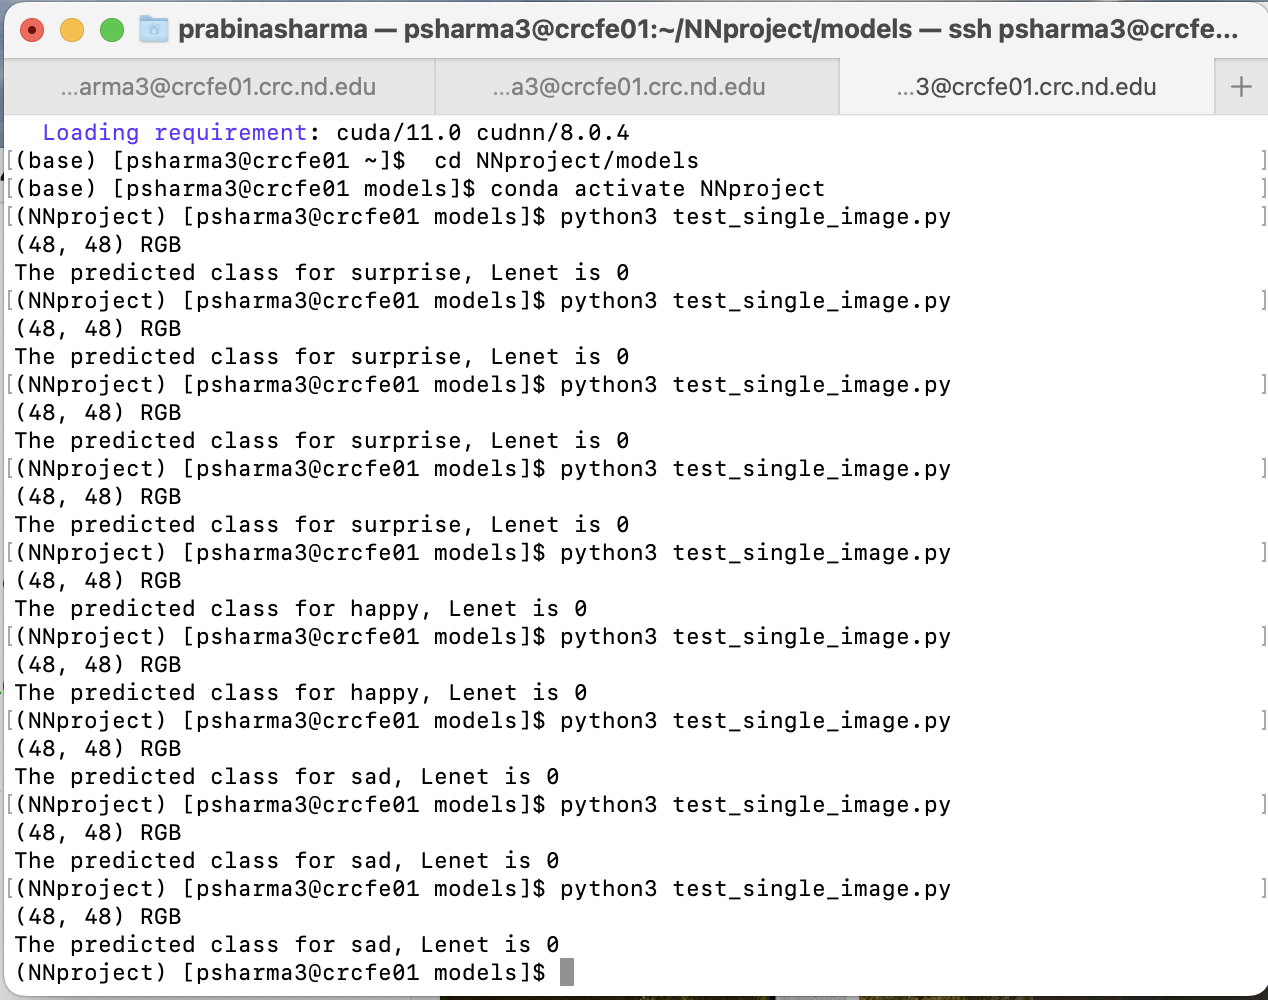 prabinasharma — psharma3@crcfe01:~/NNproject/models — ssh psharma3@crcfe...
...arma3@crcfe01.crc.nd.edu
...a3@crcfe01.crc.nd.edu
...3@crcfe01.crc.nd.edu
+
Loading requirement: cuda/11.0 cudnn/8.0.4
[(base) [psharma3@crcfe01 ~]$  cd NNproject/models ]
[(base) [psharma3@crcfe01 models]$ conda activate NNproject ]
[(NNproject) [psharma3@crcfe01 models]$ python3 test_single_image.py ]
(48, 48) RGB
The predicted class for surprise, Lenet is 0
[(NNproject) [psharma3@crcfe01 models]$ python3 test_single_image.py ]
(48, 48) RGB
The predicted class for surprise, Lenet is 0
[(NNproject) [psharma3@crcfe01 models]$ python3 test_single_image.py ]
(48, 48) RGB
The predicted class for surprise, Lenet is 0
[(NNproject) [psharma3@crcfe01 models]$ python3 test_single_image.py ]
(48, 48) RGB
The predicted class for surprise, Lenet is 0
[(NNproject) [psharma3@crcfe01 models]$ python3 test_single_image.py ]
(48, 48) RGB
The predicted class for happy, Lenet is 0
[(NNproject) [psharma3@crcfe01 models]$ python3 test_single_image.py ]
(48, 48) RGB
The predicted class for happy, Lenet is 0
[(NNproject) [psharma3@crcfe01 models]$ python3 test_single_image.py ]
(48, 48) RGB
The predicted class for sad, Lenet is 0
[(NNproject) [psharma3@crcfe01 models]$ python3 test_single_image.py ]
(48, 48) RGB
The predicted class for sad, Lenet is 0
[(NNproject) [psharma3@crcfe01 models]$ python3 test_single_image.py ]
(48, 48) RGB
The predicted class for sad, Lenet is 0
(NNproject) [psharma3@crcfe01 models]$